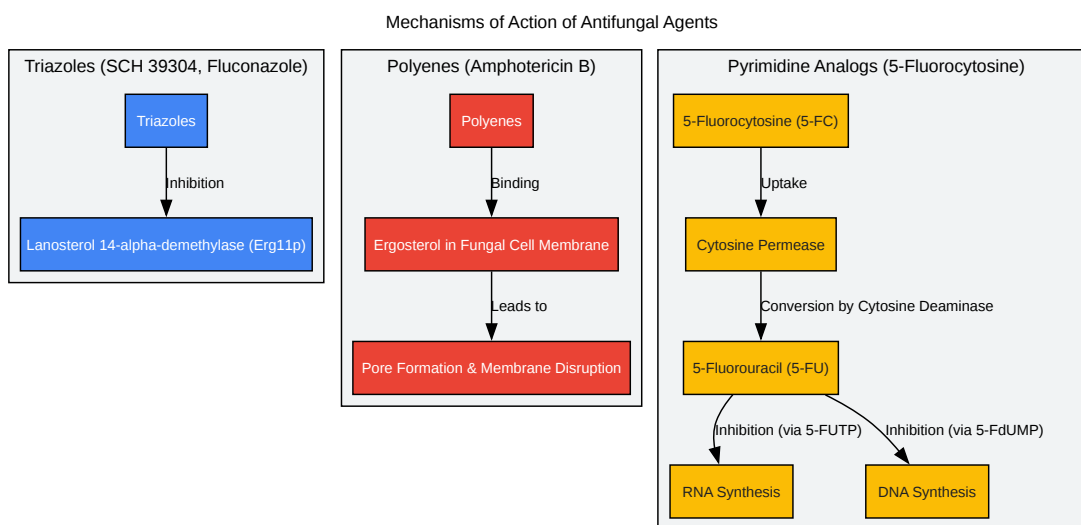 Mechanisms of Action of Antifungal Agents
Triazoles (SCH 39304, Fluconazole)
Triazoles
Inhibition
Lanosterol 14-alpha-demethylase (Erg11p)
Polyenes (Amphotericin B)
Polyenes
Binding
Ergosterol in Fungal Cell Membrane
Leads to
Pore Formation & Membrane Disruption
Pyrimidine Analogs (5-Fluorocytosine)
5-Fluorocytosine (5-FC)
Uptake
Cytosine Permease
Conversion by Cytosine Deaminase
5-Fluorouracil (5-FU)
Inhibition (via 5-FUTP)
Inhibition (via 5-FdUMP)
RNA Synthesis
DNA Synthesis